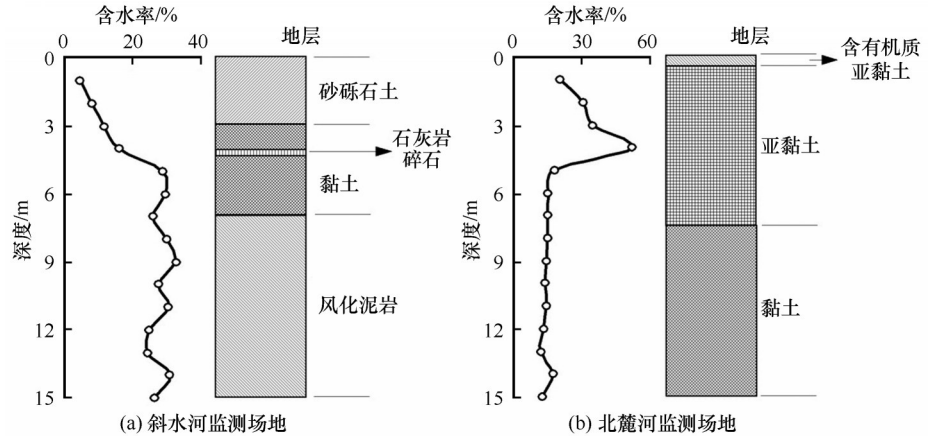 含水率/%
0 20 40
地层
0
3
6
9
12
15
深度/m
砂砾石土
石灰岩
碎石
黏土
风化泥岩
(a) 斜水河监测场地
含水率/%
0 30 60
地层
0
3
6
9
12
15
深度/m
含有机质
亚黏土
亚黏土
黏土
(b) 北麓河监测场地